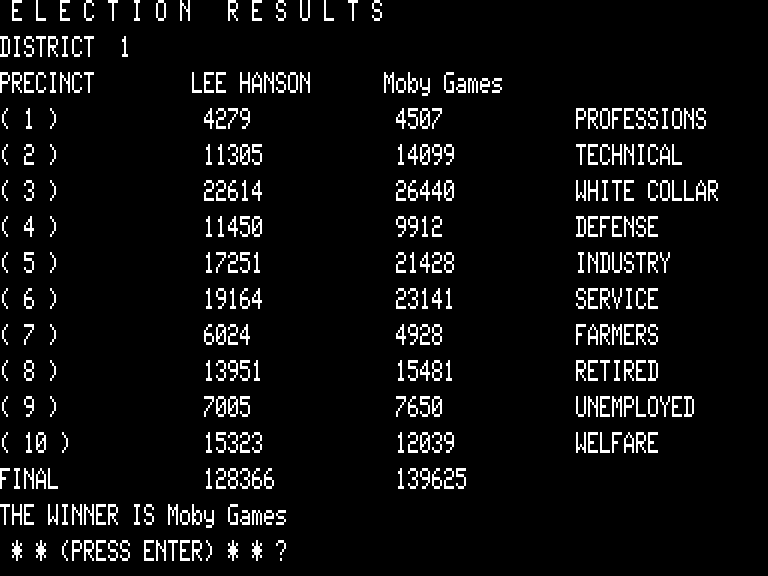 E L E C T I O N   R E S U L T S
DISTRICT  1
PRECINCT        LEE HANSON      Moby Games
( 1 )            4279            4507           PROFESSIONS
( 2 )            11305           14099          TECHNICAL
( 3 )            22614           26440          WHITE COLLAR
( 4 )            11450           9912           DEFENSE
( 5 )            17251           21428          INDUSTRY
( 6 )            19164           23141          SERVICE
( 7 )            6024            4928           FARMERS
( 8 )            13951           15481          RETIRED
( 9 )            7005            7650           UNEMPLOYED
( 10 )           15323           12039          WELFARE
FINAL            128366          139625
THE WINNER IS Moby Games
* * (PRESS ENTER) * * ?